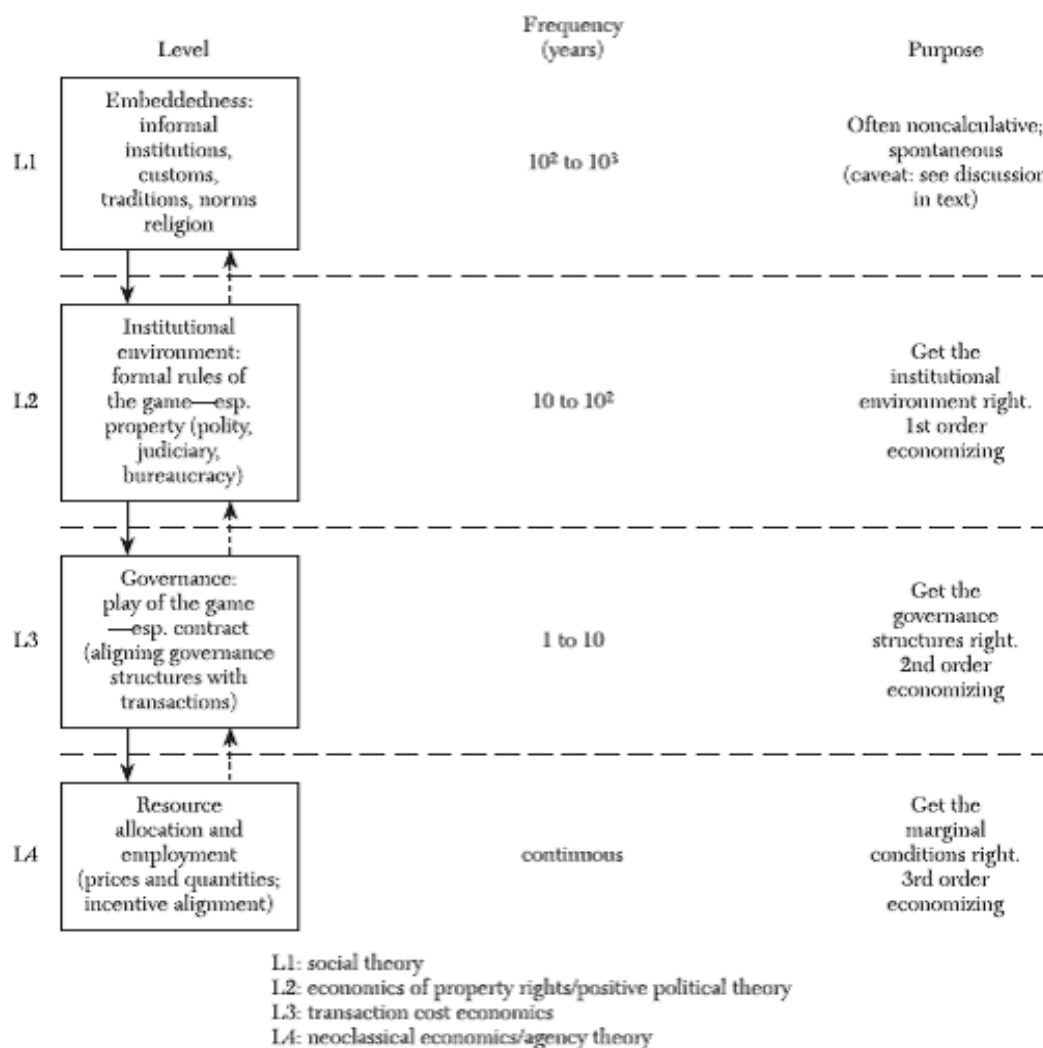 Level
Frequency
(years)
Purpose
L1
Embeddedness:
informal
institutions,
customs,
traditions, norms
religion
10² to 10³
Often noncalculative;
spontaneous
(caveat: see discussion
in text)
L2
Institutional
environment:
formal rules of
the game—esp.
property (polity,
judiciary,
bureaucracy)
10 to 10²
Get the
institutional
environment right.
1st order
economizing
L3
Governance:
play of the game
—esp. contract
(aligning governance
structures with
transactions)
1 to 10
Get the
governance
structures right.
2nd order
economizing
L4
Resource
allocation and
employment
(prices and quantities;
incentive alignment)
continuous
Get the
marginal
conditions right.
3rd order
economizing
L1: social theory
L2: economics of property rights/positive political theory
L3: transaction cost economics
L4: neoclassical economics/agency theory